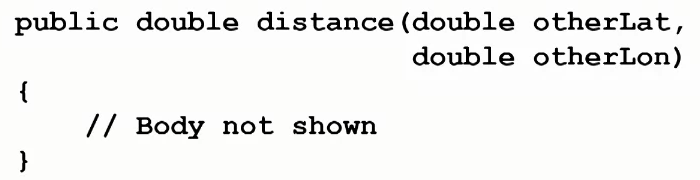 public double distance(double otherLat,
double otherLon)
{
// Body not shown
}